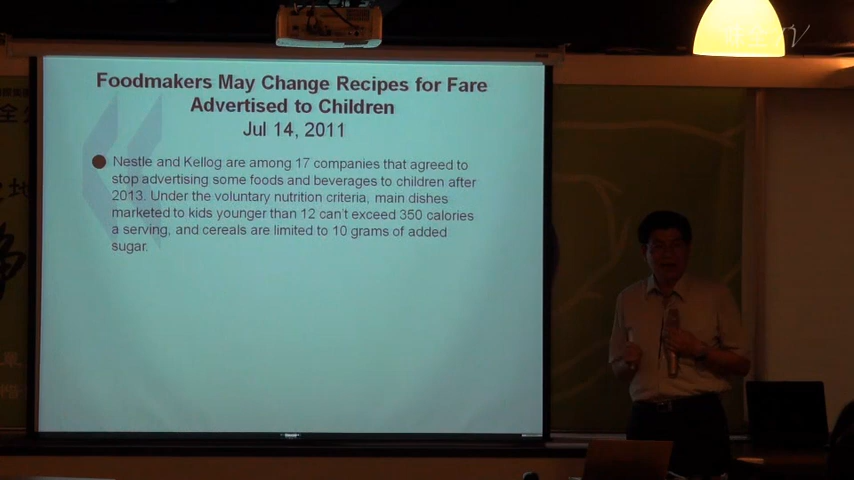 Foodmakers May Change Recipes for Fare
Advertised to Children
Jul 14, 2011
Nestle and Kellog are among 17 companies that agreed to
stop advertising some foods and beverages to children after
2013. Under the voluntary nutrition criteria, main dishes
marketed to kids younger than 12 can't exceed 350 calories
a serving, and cereals are limited to 10 grams of added
sugar.